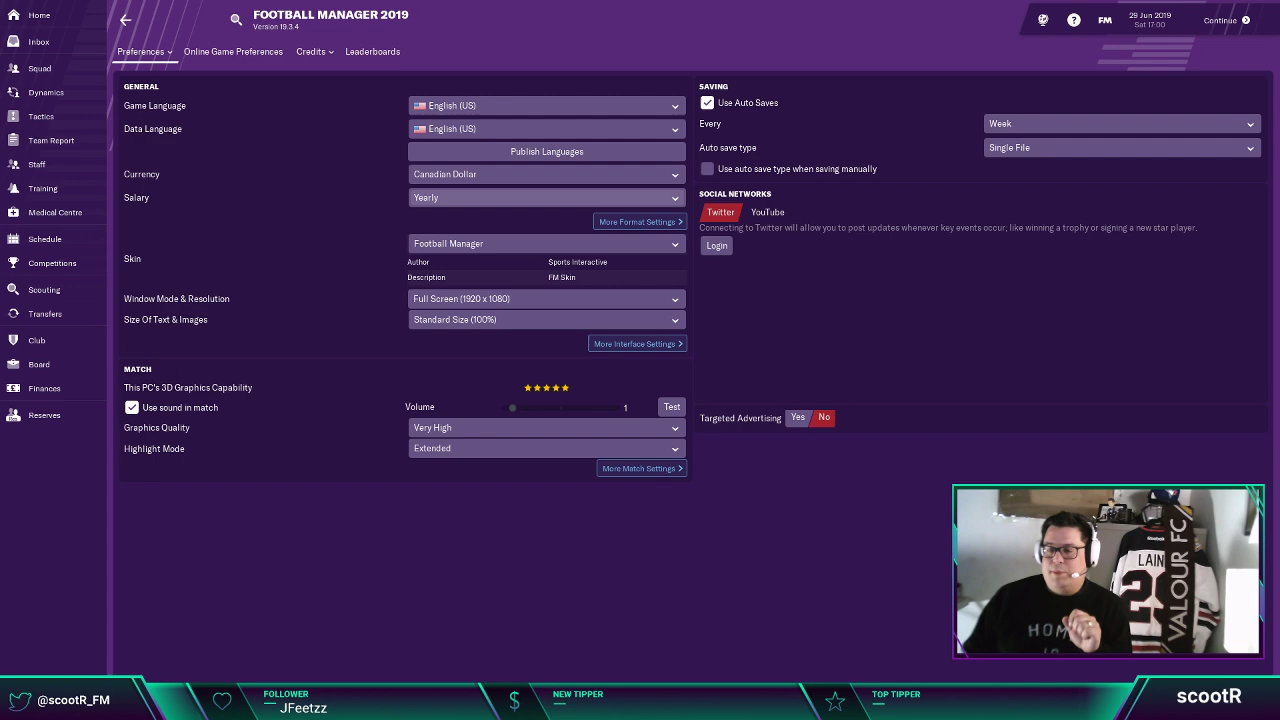 Home
Inbox
Squad
Dynamics
Tactics
Team Report
Staff
Training
Medical Centre
Schedule
Competitions
Scouting
Transfers
Club
Board
Finances
Reserves
FOOTBALL MANAGER 2019
Version 19.3.4
FM
29 Jun 2019
Sat 17:00
Continue
Preferences
Online Game Preferences
Credits
Leaderboards
GENERAL
Game Language
English (US)
Data Language
English (US)
Publish Languages
Currency
Canadian Dollar
Salary
Yearly
More Format Settings
Skin
Football Manager
Author
Sports Interactive
Description
FM Skin
Window Mode & Resolution
Full Screen (1920 x 1080)
Size Of Text & Images
Standard Size (100%)
More Interface Settings
MATCH
This PC's 3D Graphics Capability
Use sound in match
Volume
1
Test
Graphics Quality
Very High
Highlight Mode
Extended
More Match Settings
SAVING
Use Auto Saves
Every
Week
Auto save type
Single File
Use auto save type when saving manually
SOCIAL NETWORKS
Twitter
YouTube
Connecting to Twitter will allow you to post updates whenever key events occur; like winning a trophy or signing a new star player.
Login
Targeted Advertising
Yes
No
Reebok
LAIN
2
VALOUR FC
HOM
@scootR_FM
FOLLOWER
JFeetzz
NEW TIPPER
TOP TIPPER
scootR